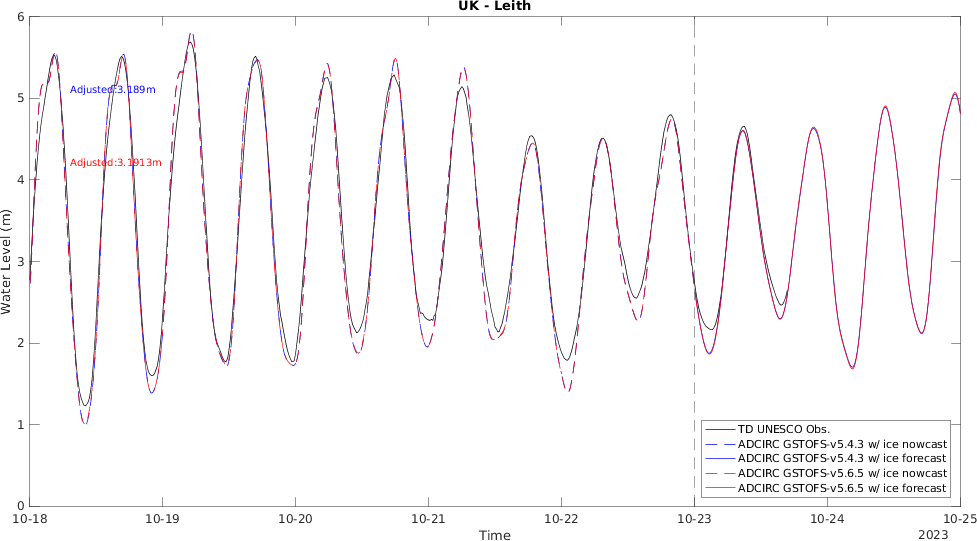 UK - Leith
6
5
4
3
2
1
0
Water Level (m)
Adjusted:3.189m
Adjusted:3.1913m
TD UNESCO Obs.
ADCIRC GSTOFS-v5.4.3 w/ ice nowcast
ADCIRC GSTOFS-v5.4.3 w/ ice forecast
ADCIRC GSTOFS-v5.6.5 w/ ice nowcast
ADCIRC GSTOFS-v5.6.5 w/ ice forecast
10-18 10-19 10-20 10-21 10-22 10-23 10-24 10-25
Time
2023